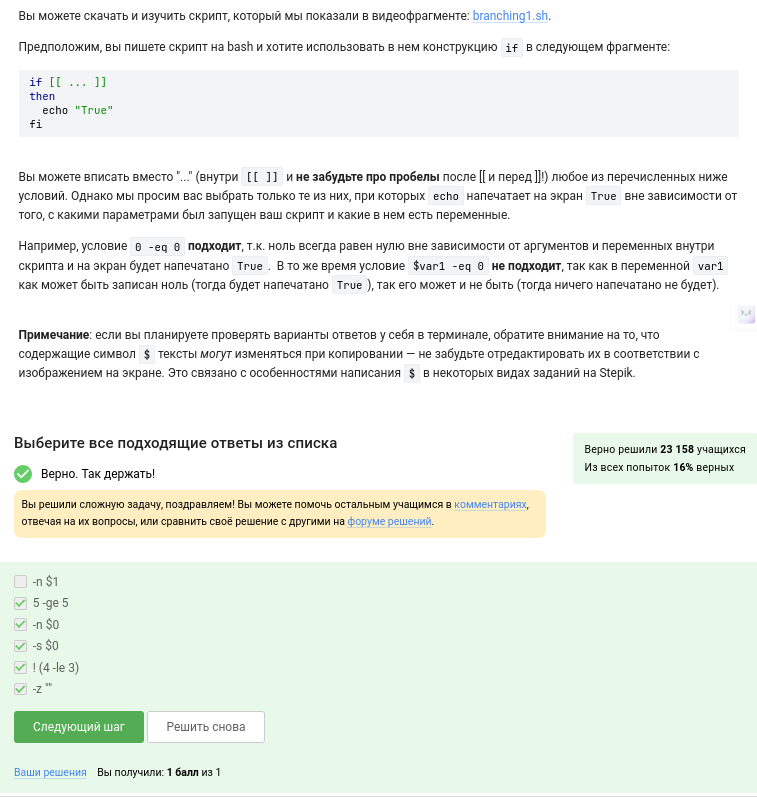 Вы можете скачать и изучить скрипт, который мы показали в видеофрагменте: branching1.sh.
Предположим, вы пишете скрипт на bash и хотите использовать в нем конструкцию if в следующем фрагменте:
if [[ ... ]]
then
  echo "True"
fi
Вы можете вписать вместо "..." (внутри [[ ]] и не забудьте про пробелы после [[ и перед ]]!) любое из перечисленных ниже
условий. Однако мы просим вас выбрать только те из них, при которых echo напечатает на экран True вне зависимости от
того, с какими параметрами был запущен ваш скрипт и какие в нем есть переменные.
Например, условие 0 -eq 0 подходит, т.к. ноль всегда равен нулю вне зависимости от аргументов и переменных внутри
скрипта и на экран будет напечатано True . В то же время условие $var1 -eq 0 не подходит, так как в переменной var1
как может быть записан ноль (тогда будет напечатано True ), так его может и не быть (тогда ничего напечатано не будет).
Примечание: если вы планируете проверять варианты ответов у себя в терминале, обратите внимание на то, что
содержащие символ $ тексты могут изменяться при копировании — не забудьте отредактировать их в соответствии с
изображением на экране. Это связано с особенностями написания $ в некоторых видах заданий на Stepik.
Выберите все подходящие ответы из списка
Верно решили 23 158 учащихся
Из всех попыток 16% верных
Верно. Так держать!
Вы решили сложную задачу, поздравляем! Вы можете помочь остальным учащимся в комментариях,
отвечая на их вопросы, или сравнить своё решение с другими на форуме решений.
-n $1
5 -ge 5
-n $0
-s $0
! (4 -le 3)
-z ""
Следующий шаг
Решить снова
Ваши решения Вы получили: 1 балл из 1